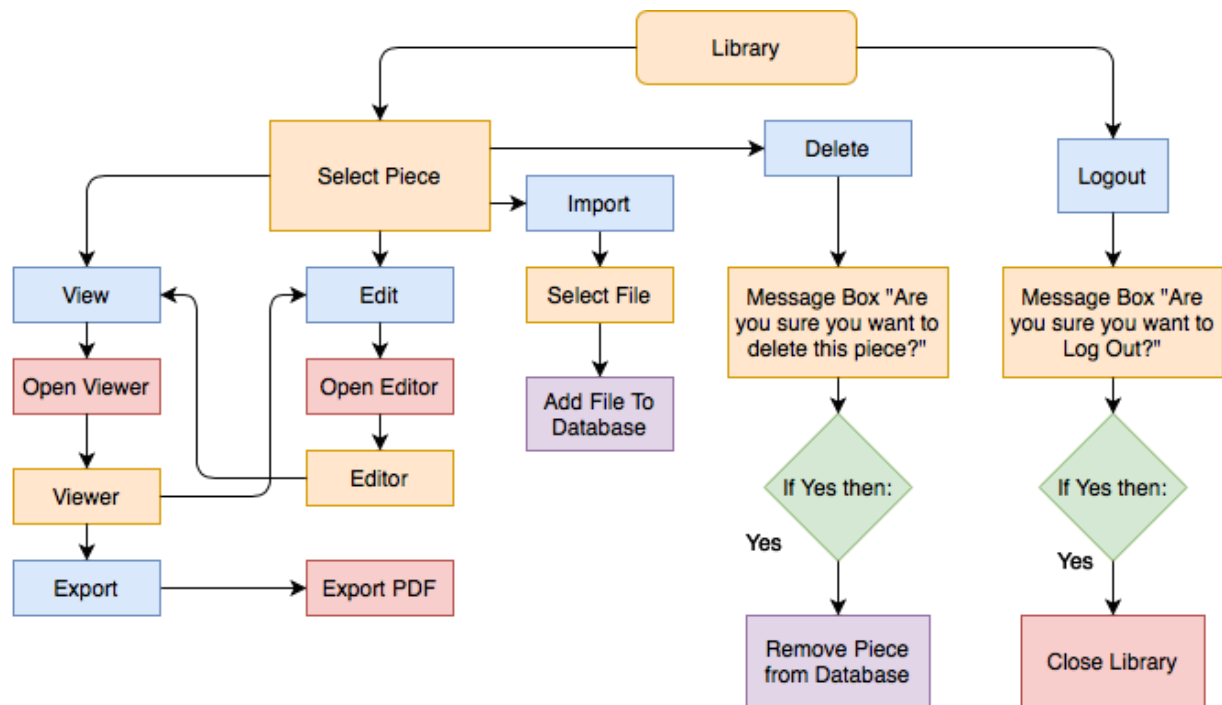 Library
Select Piece
Delete
Logout
Import
View
Edit
Select File
Message Box "Are
you sure you want to
delete this piece?"
Message Box "Are
you sure you want to
Log Out?"
Open Viewer
Open Editor
Add File To
Database
Viewer
Editor
If Yes then:
If Yes then:
Yes
Yes
Export
Export PDF
Remove Piece
from Database
Close Library